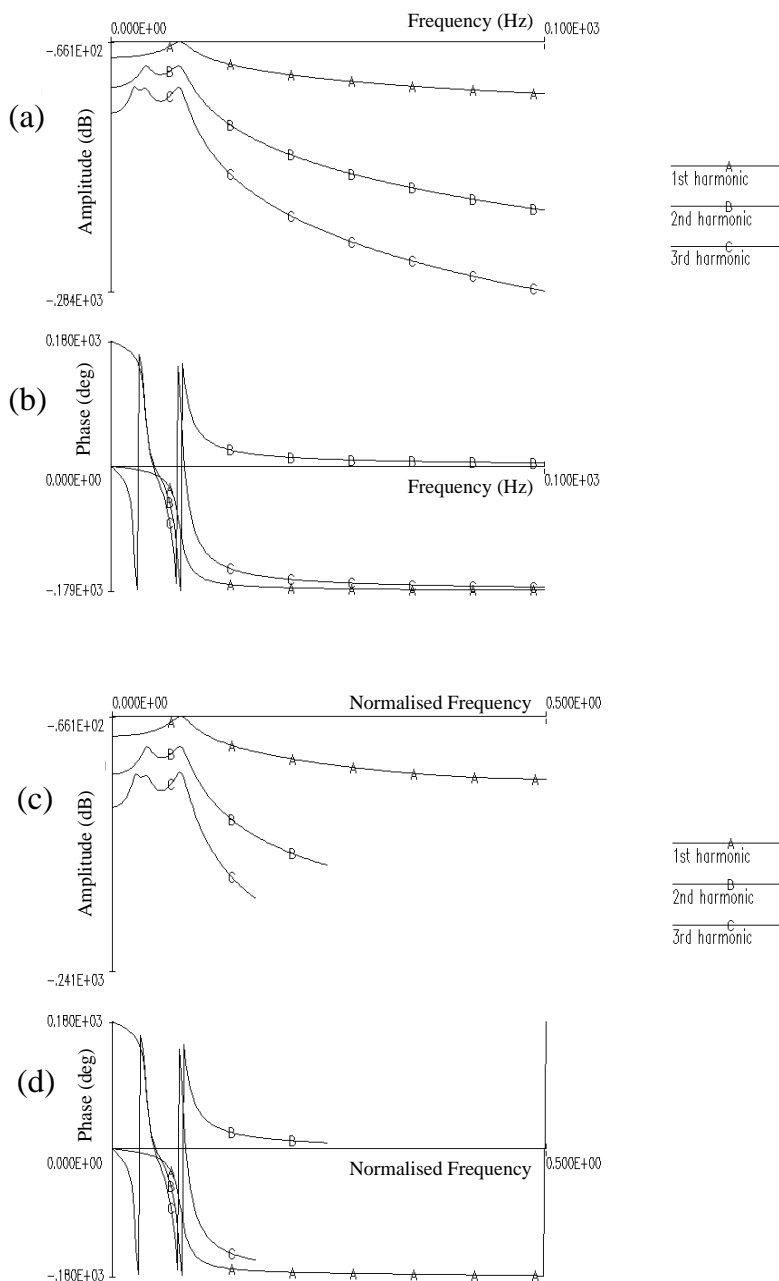 0.000E+00
Frequency (Hz)
0.100E+03
-.661E+02
(a)
Amplitude (dB)
-.284E+03
A A A A A A A
B B B B B B B
C C C C C C C
A
1st harmonic
B
2nd harmonic
C
3rd harmonic
0.180E+03
(b)
Phase (deg)
0.000E+00
Frequency (Hz)
0.100E+03
-.179E+03
B B B B B B
A
B
C
C C C C C C
A A A A A A
0.000E+00
Normalised Frequency
0.500E+00
-.661E+02
(c)
Amplitude (dB)
-.241E+03
A A A A A A A
B B B
C C
A
1st harmonic
B
2nd harmonic
C
3rd harmonic
0.180E+03
(d)
Phase (deg)
0.000E+00
Normalised Frequency
0.500E+00
-.180E+03
B B
A
B
C
C
A A A A A A